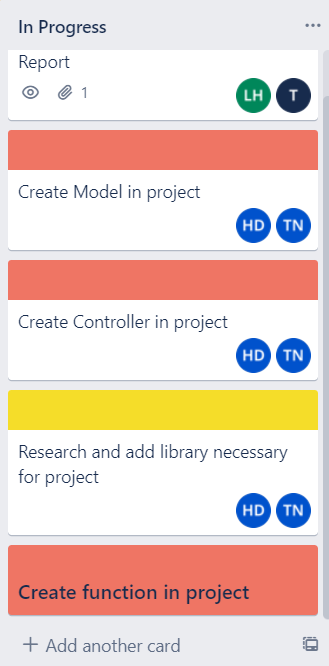 In Progress
Report
1
LH T
Create Model in project
HD TN
Create Controller in project
HD TN
Research and add library necessary
for project
HD TN
Create function in project
Add another card